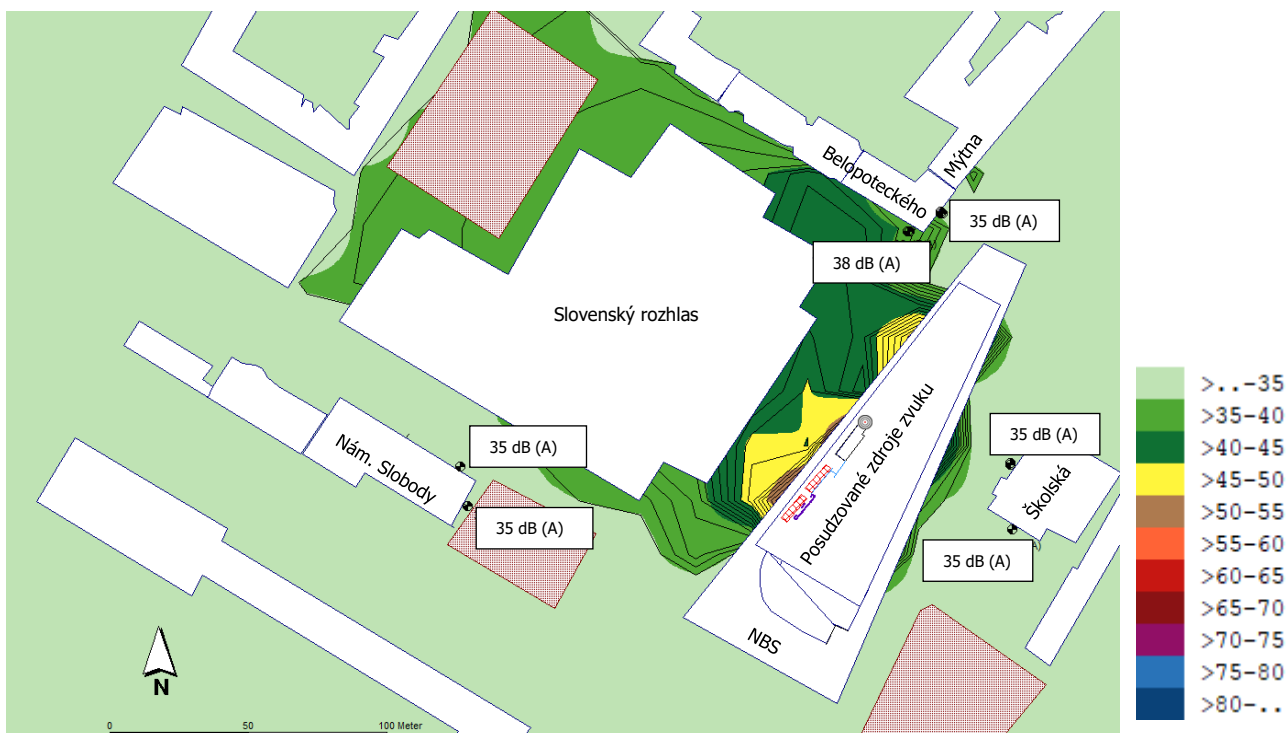 Mýtna
Belopoteckého
35 dB (A)
38 dB (A)
Slovenský rozhlas
Posudzované zdroje zvuku
35 dB (A)
Školská
35 dB (A)
Nám. Slobody
35 dB (A)
35 dB (A)
NBS
N
0 50 100 Meter
>..-35
>35-40
>40-45
>45-50
>50-55
>55-60
>60-65
>65-70
>70-75
>75-80
>80-..